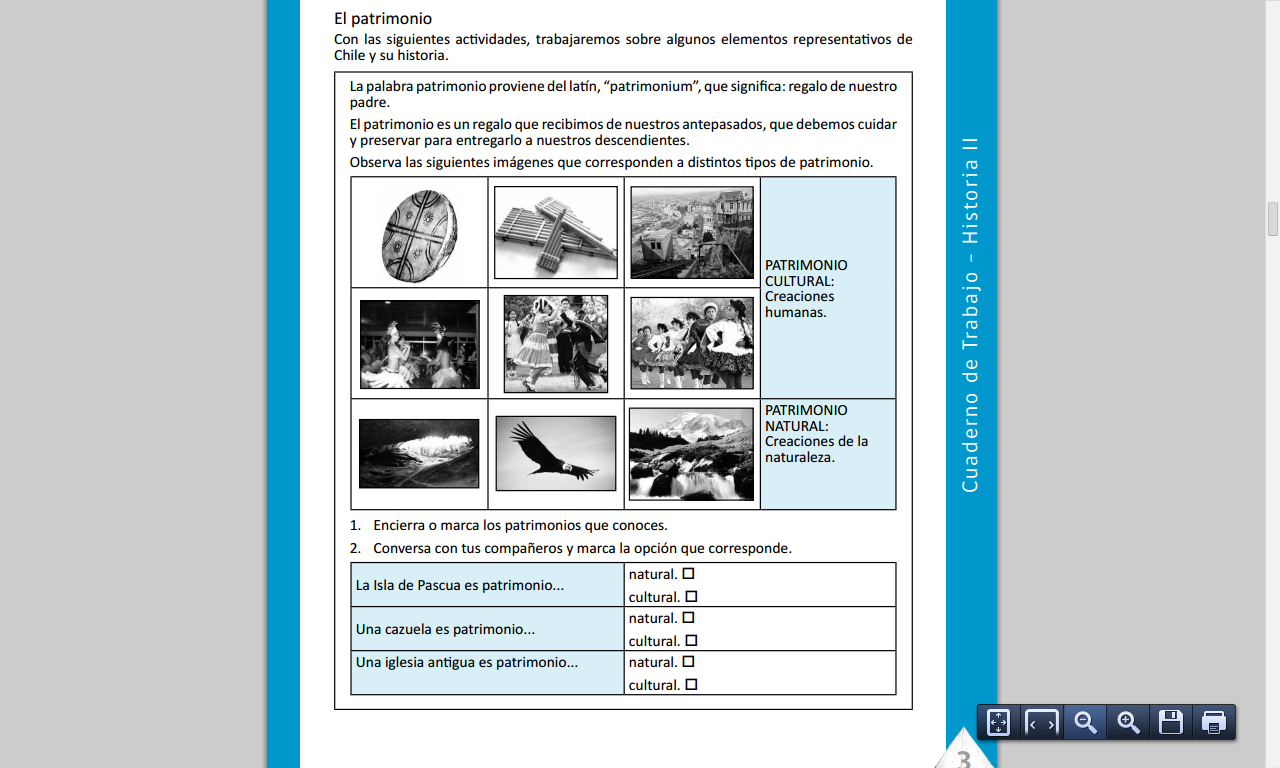 El patrimonio
Con las siguientes actividades, trabajaremos sobre algunos elementos representativos de
Chile y su historia.
La palabra patrimonio proviene del latín, “patrimonium”, que significa: regalo de nuestro
padre.
El patrimonio es un regalo que recibimos de nuestros antepasados, que debemos cuidar
y preservar para entregarlo a nuestros descendientes.
Observa las siguientes imágenes que corresponden a distintos tipos de patrimonio.
PATRIMONIO
CULTURAL:
Creaciones
humanas.
PATRIMONIO
NATURAL:
Creaciones de la
naturaleza.
1. Encierra o marca los patrimonios que conoces.
2. Conversa con tus compañeros y marca la opción que corresponde.
La Isla de Pascua es patrimonio...
natural.
cultural.
Una cazuela es patrimonio...
natural.
cultural.
Una iglesia antigua es patrimonio...
natural.
cultural.
Cuaderno de Trabajo – Historia II
3